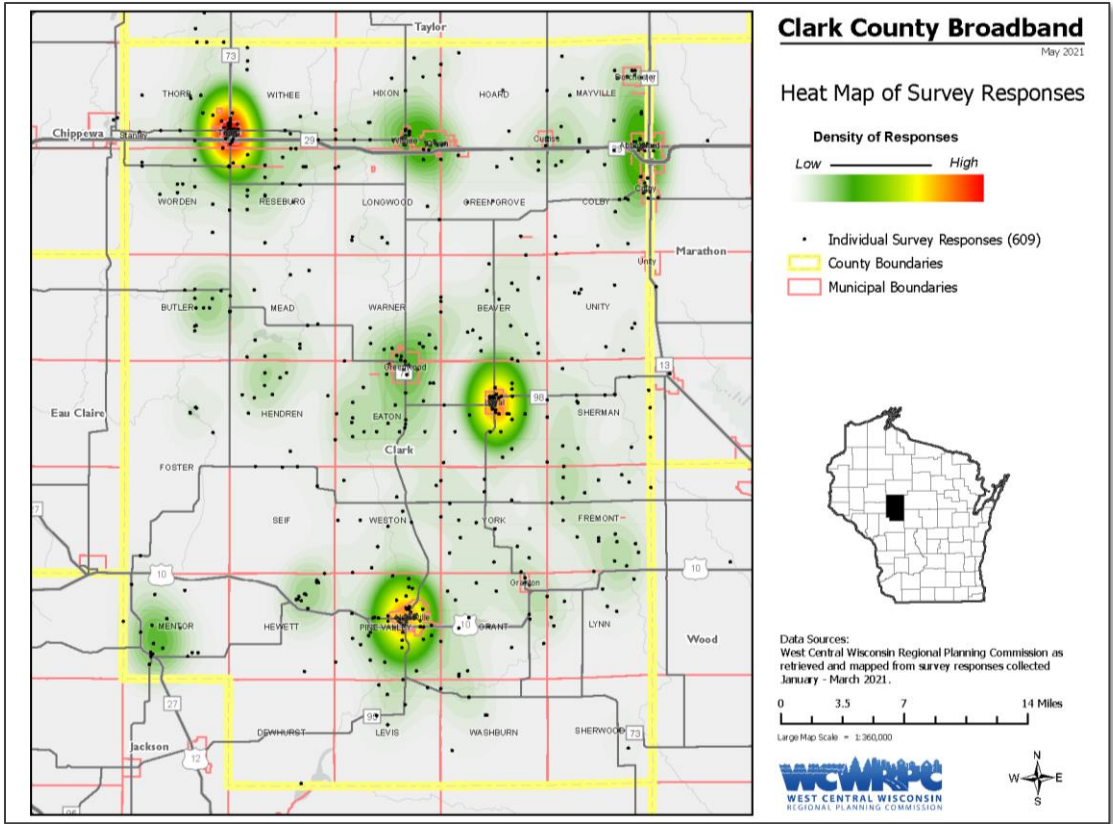 Clark County Broadband
May 2021
Heat Map of Survey Responses
Density of Responses
Low
High
Individual Survey Responses (609)
County Boundaries
Municipal Boundaries
Data Sources:
West Central Wisconsin Regional Planning Commission as
retrieved and mapped from survey responses collected
January - March 2021.
0 3.5 7 14 Miles
Large Map Scale = 1:360,000
WCWRPC
WEST CENTRAL WISCONSIN
REGIONAL PLANNING COMMISSION
N
W E
S
Taylor
73
THORP WITHEE HIXON HOARD MAYVILLE
Chippewa
Stanley
29
WORDEN RESEBURG LONGWOOD GREEN GROVE COLBY
Colby
Marathon
Unity
BUTLER MEAD WARNER BEAVER UNITY
13
Greenwood
98
Eau Claire
HENDREN EATON SHERMAN
Clark
FOSTER
SEIF WESTON YORK FREMONT
10
10
Granton
MENTOR HEWETT PINE VALLEY 10 GRANT LYNN
Wood
27
DEWHURST LEVIS WASHBURN SHERWOOD 73
Jackson
12